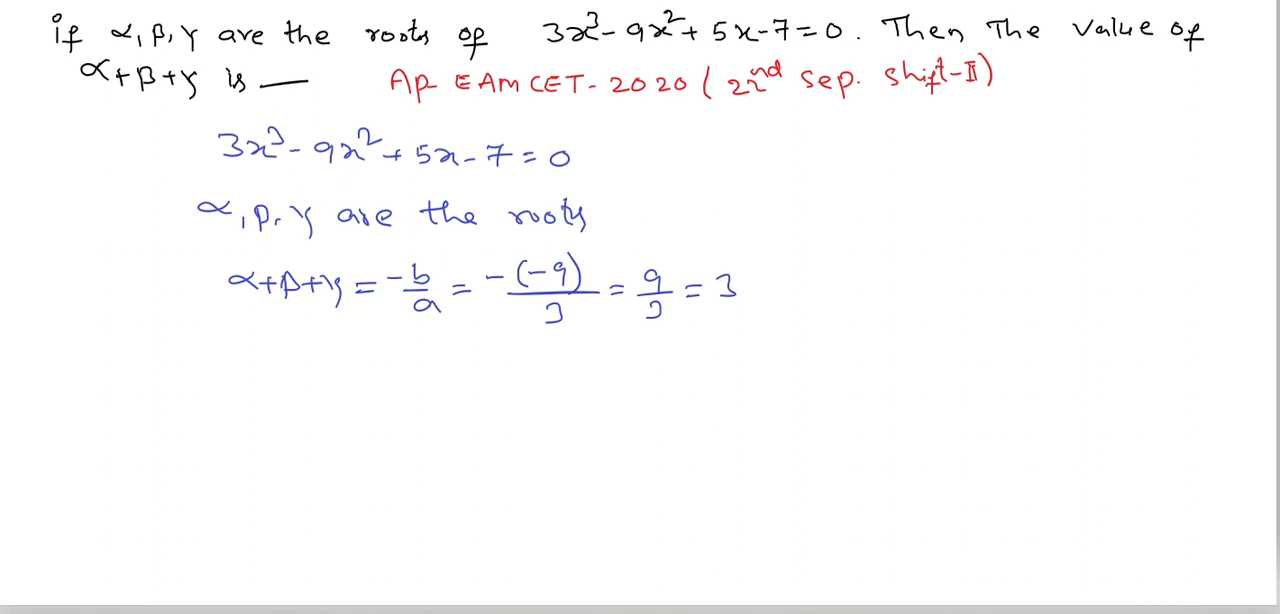 if α, β, γ are the roots of 3x³ - 9x² + 5x - 7 = 0. Then The Value of
α + β + γ is — AP EAMCET - 2020 ( 22nd Sep. Shift - II )
3x³ - 9x² + 5x - 7 = 0
α, β, γ are the roots
α + β + γ = -b/a = -(-9)/3 = 9/3 = 3